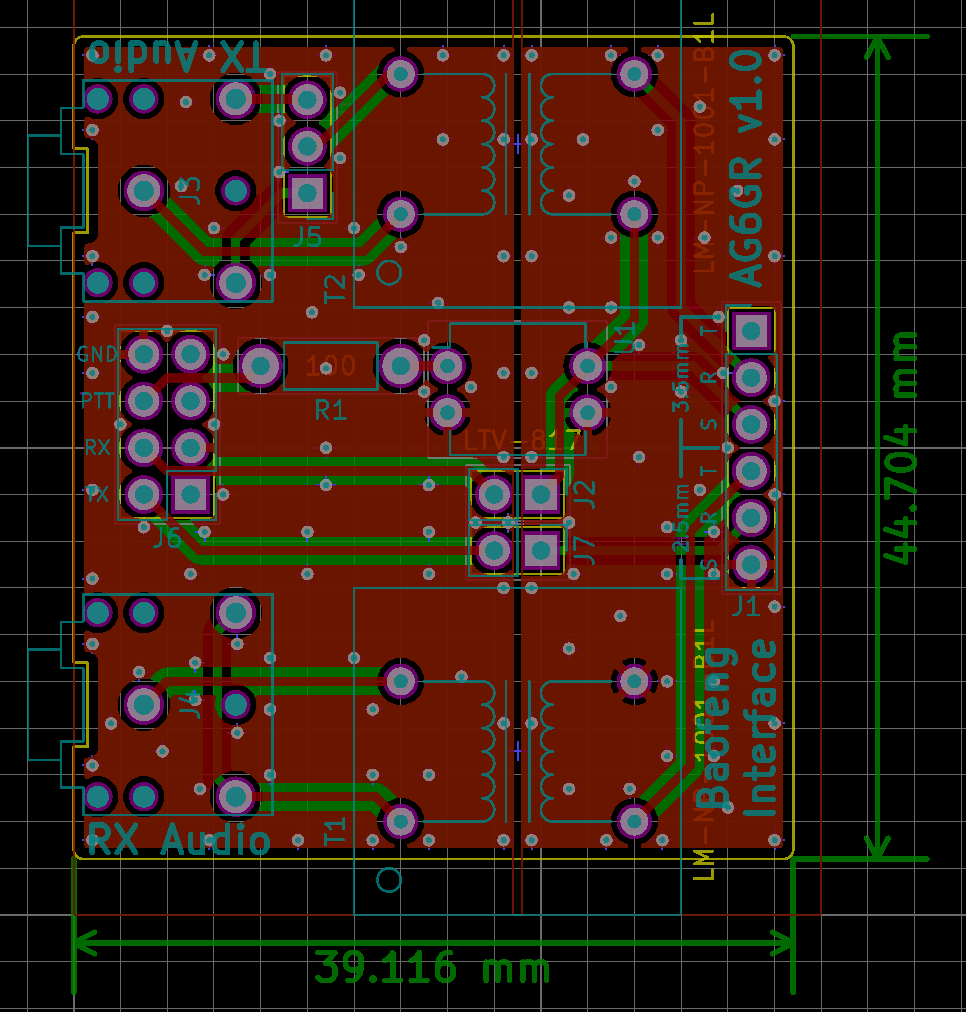 TX Audio
LM-NP-1001-B1L
AG6GR v1.0
J3
J5
T2
U1
GND
PTT
RX
TX
100
R1
LTV-817
3.5mm
T
R
S
2.5mm
T
R
S
J6
J2
J7
J1
44.704 mm
J4
T1
LM-NP-1001-B1L
Baofeng
Interface
RX Audio
39.116 mm